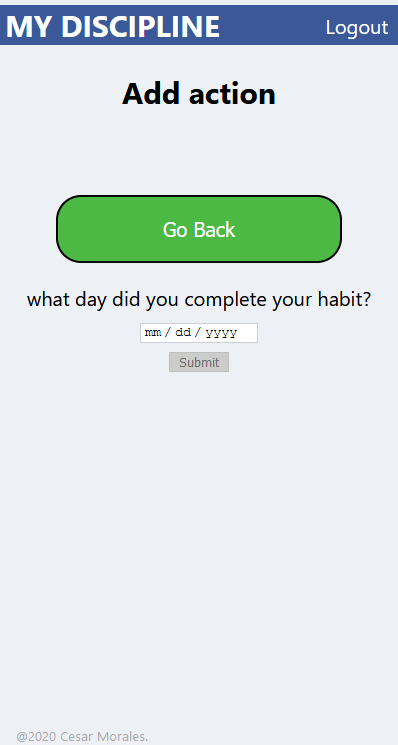 MY DISCIPLINE Logout
Add action
Go Back
what day did you complete your habit?
mm / dd / yyyy
Submit
@2020 Cesar Morales.